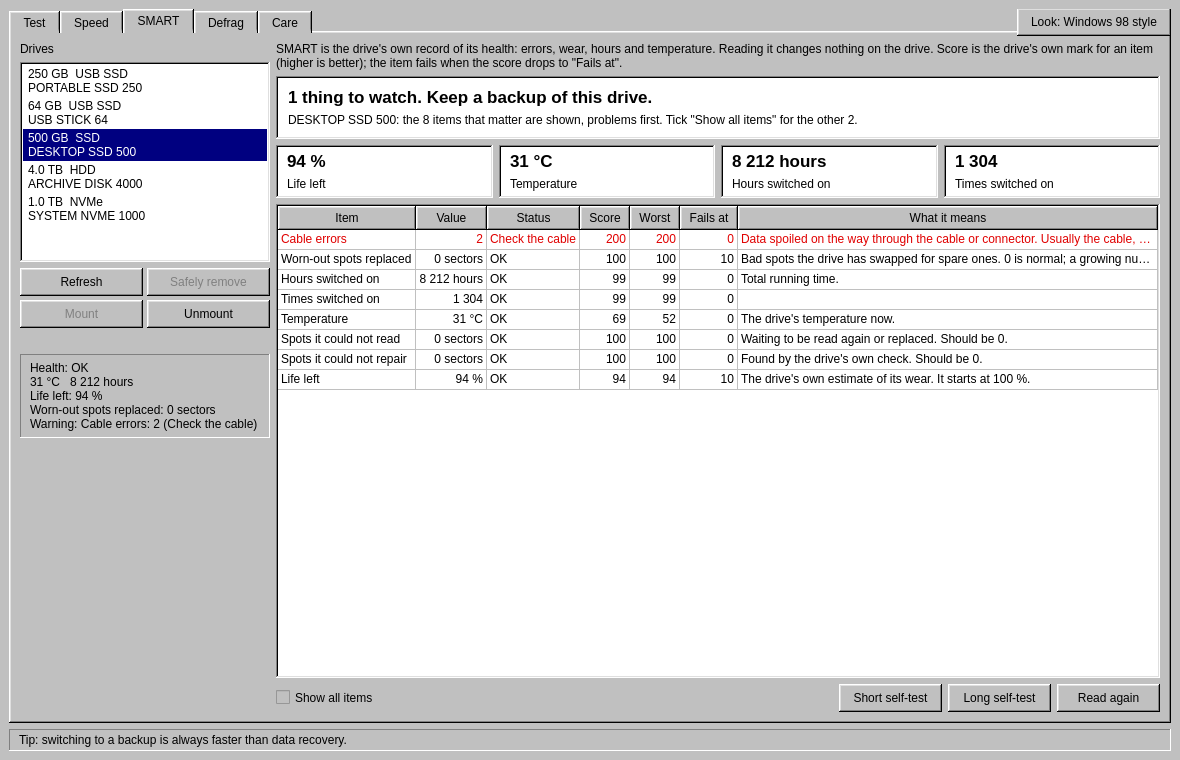 Test Speed SMART Defrag Care Look: Windows 98 style
Drives
250 GB  USB SSD
PORTABLE SSD 250
64 GB  USB SSD
USB STICK 64
500 GB  SSD
DESKTOP SSD 500
4.0 TB  HDD
ARCHIVE DISK 4000
1.0 TB  NVMe
SYSTEM NVME 1000
Refresh Safely remove
Mount Unmount
Health: OK
31 °C   8 212 hours
Life left: 94 %
Worn-out spots replaced: 0 sectors
Warning: Cable errors: 2 (Check the cable)
SMART is the drive's own record of its health: errors, wear, hours and temperature. Reading it changes nothing on the drive. Score is the drive's own mark for an item
(higher is better); the item fails when the score drops to "Fails at".
1 thing to watch. Keep a backup of this drive.
DESKTOP SSD 500: the 8 items that matter are shown, problems first. Tick "Show all items" for the other 2.
94 % 31 °C 8 212 hours 1 304
Life left Temperature Hours switched on Times switched on
Item Value Status Score Worst Fails at What it means
Cable errors 2 Check the cable 200 200 0 Data spoiled on the way through the cable or connector. Usually the cable, ...
Worn-out spots replaced 0 sectors OK 100 100 10 Bad spots the drive has swapped for spare ones. 0 is normal; a growing nu...
Hours switched on 8 212 hours OK 99 99 0 Total running time.
Times switched on 1 304 OK 99 99 0
Temperature 31 °C OK 69 52 0 The drive's temperature now.
Spots it could not read 0 sectors OK 100 100 0 Waiting to be read again or replaced. Should be 0.
Spots it could not repair 0 sectors OK 100 100 0 Found by the drive's own check. Should be 0.
Life left 94 % OK 94 94 10 The drive's own estimate of its wear. It starts at 100 %.
Show all items Short self-test Long self-test Read again
Tip: switching to a backup is always faster than data recovery.